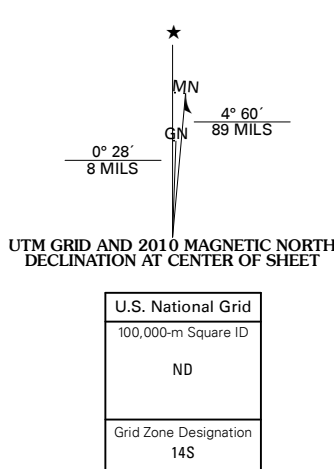 ★
MN
GN
4° 60´
89 MILS
0° 28´
8 MILS
UTM GRID AND 2010 MAGNETIC NORTH
DECLINATION AT CENTER OF SHEET
U.S. National Grid
100,000-m Square ID
ND
Grid Zone Designation
14S